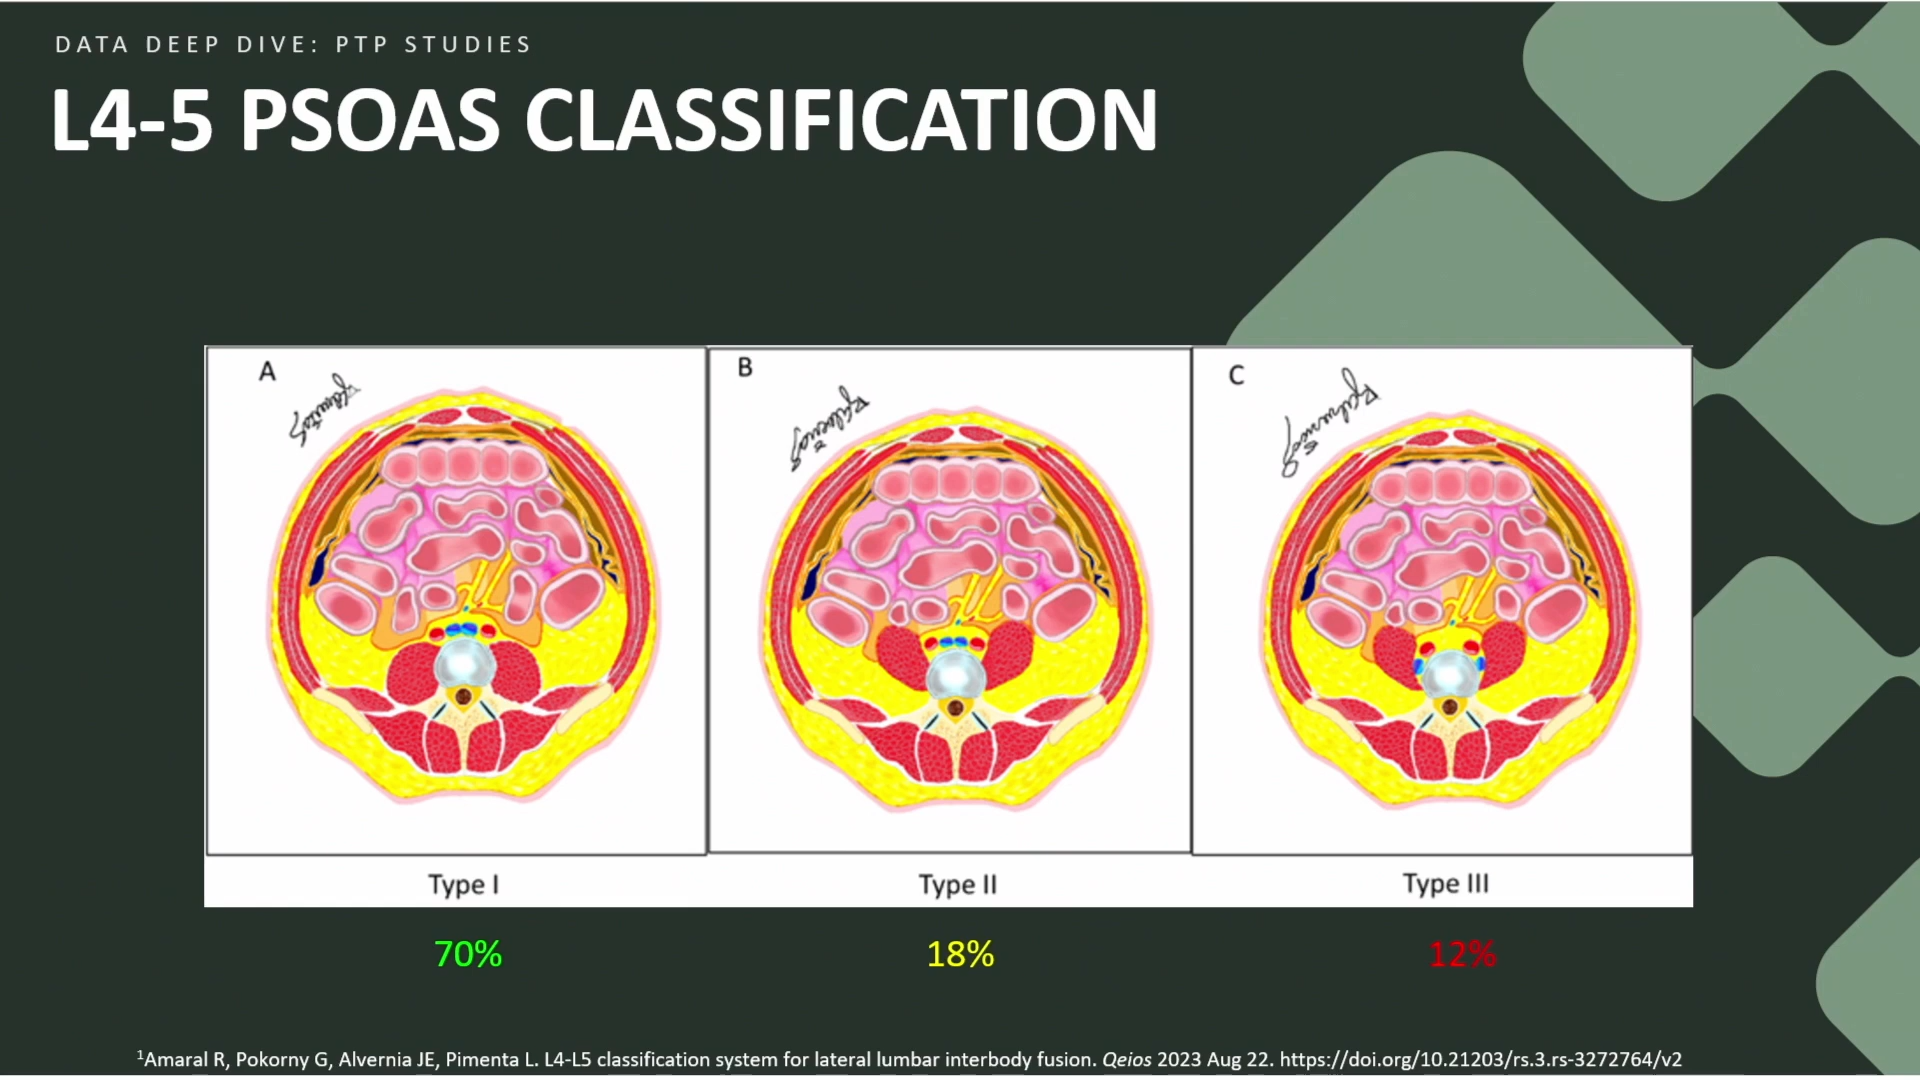 DATA DEEP DIVE: PTP STUDIES
L4-5 PSOAS CLASSIFICATION
A
B
C
Type I
Type II
Type III
70%
18%
12%
1Amaral R, Pokorny G, Alvernia JE, Pimenta L. L4-L5 classification system for lateral lumbar interbody fusion. Qeios 2023 Aug 22. https://doi.org/10.21203/rs.3.rs-3272764/v2